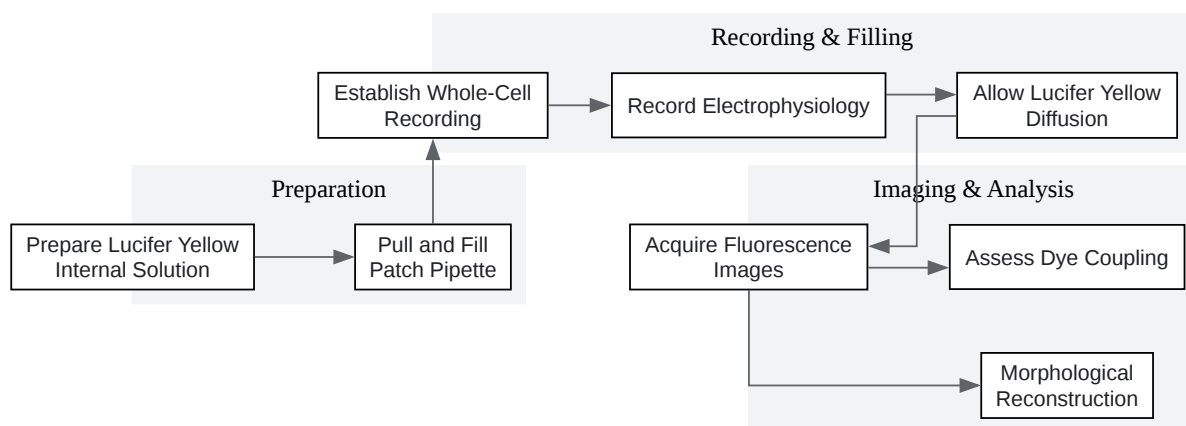 Recording & Filling
Establish Whole-Cell
Recording
Record Electrophysiology
Allow Lucifer Yellow
Diffusion
Preparation
Imaging & Analysis
Prepare Lucifer Yellow
Internal Solution
Pull and Fill
Patch Pipette
Acquire Fluorescence
Images
Assess Dye Coupling
Morphological
Reconstruction